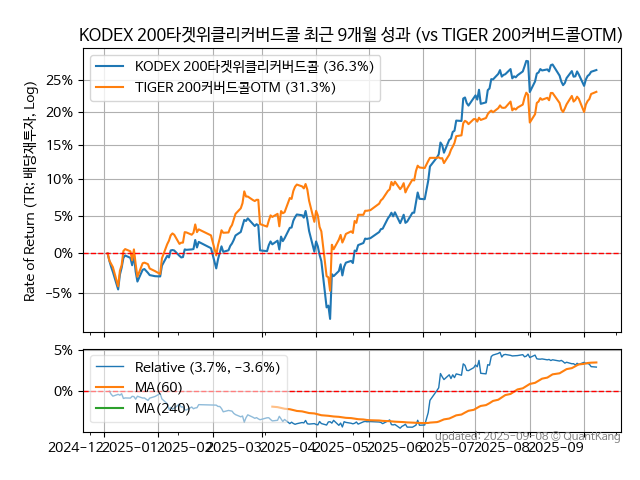 KODEX 200타겟위클리커버드콜 최근 9개월 성과 (vs TIGER 200커버드콜OTM)
Rate of Return (TR: 배당재투자, Log)
KODEX 200타겟위클리커버드콜 (36.3%)
TIGER 200커버드콜OTM (31.3%)
25%
20%
15%
10%
5%
0%
−5%
5%
0%
Relative (3.7%, −3.6%)
MA(60)
MA(240)
updated: 2025-09-08 © QuantKang
2024-12 2025-01 2025-02 2025-03 2025-04 2025-05 2025-06 2025-07 2025-08 2025-09